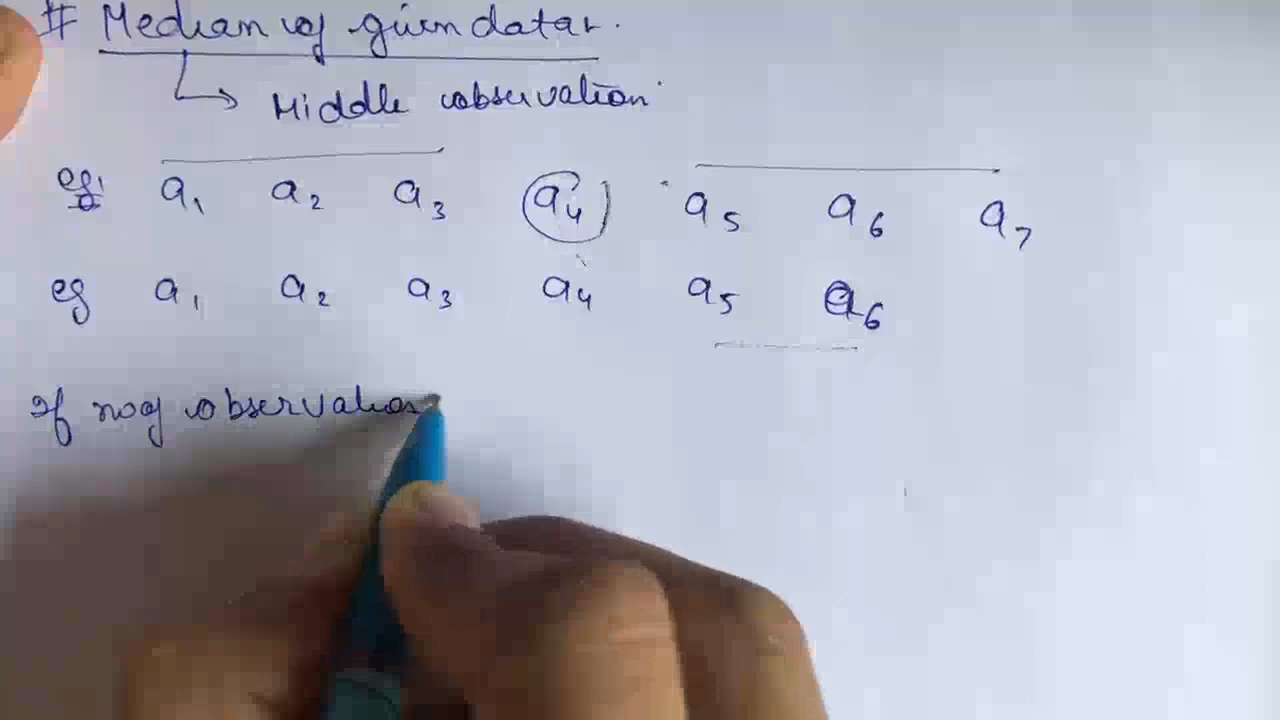 # Median of given data.
↳ Middle observation
eg: a₁ a₂ a₃ a₄ a₅ a₆ a₇
eg a₁ a₂ a₃ a₄ a₅ a₆
If no of observation